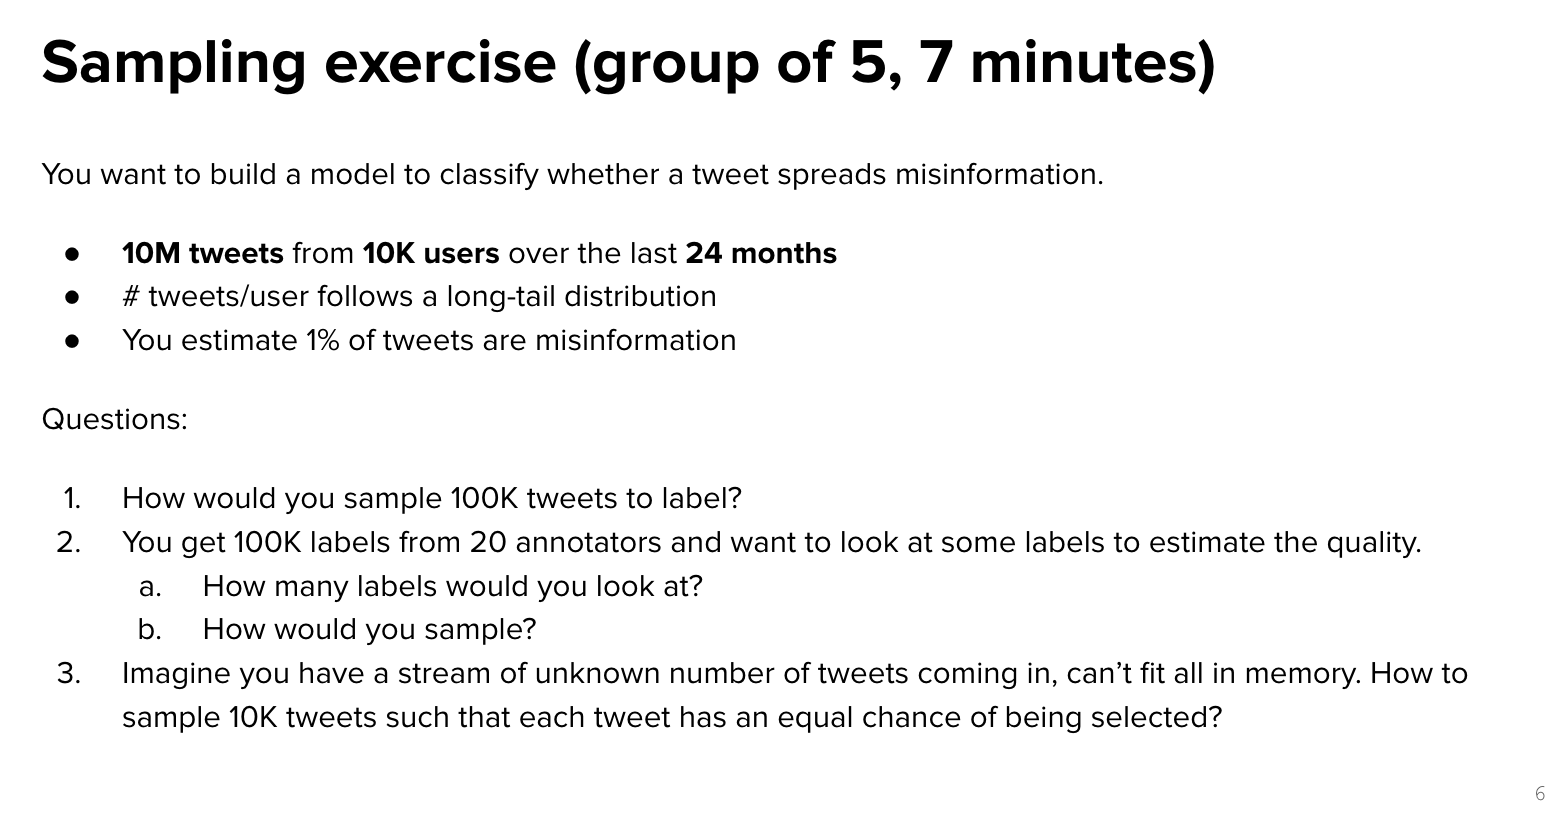 Sampling exercise (group of 5, 7 minutes)
You want to build a model to classify whether a tweet spreads misinformation.
● 10M tweets from 10K users over the last 24 months
● # tweets/user follows a long-tail distribution
● You estimate 1% of tweets are misinformation
Questions:
1. How would you sample 100K tweets to label?
2. You get 100K labels from 20 annotators and want to look at some labels to estimate the quality.
a. How many labels would you look at?
b. How would you sample?
3. Imagine you have a stream of unknown number of tweets coming in, can’t fit all in memory. How to
sample 10K tweets such that each tweet has an equal chance of being selected?
6